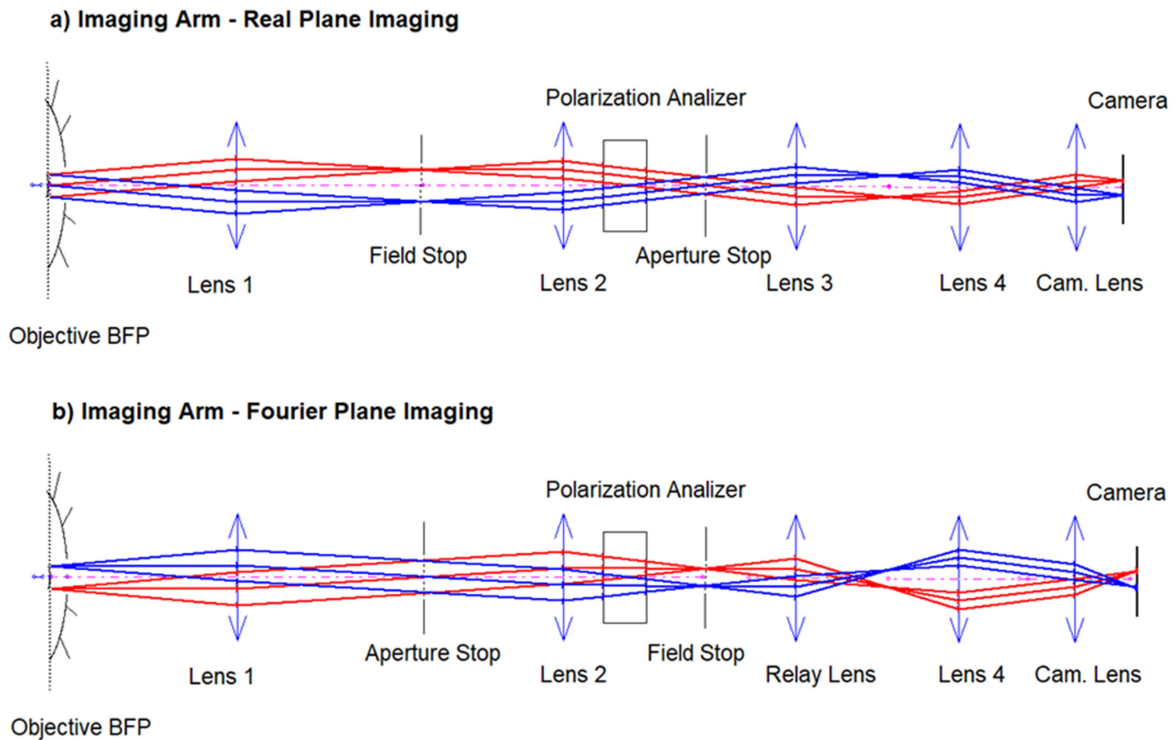 a) Imaging Arm - Real Plane Imaging
Polarization Analizer
Camera
Field Stop
Aperture Stop
Lens 1
Lens 2
Lens 3
Lens 4
Cam. Lens
Objective BFP
b) Imaging Arm - Fourier Plane Imaging
Polarization Analizer
Camera
Aperture Stop
Field Stop
Lens 1
Lens 2
Relay Lens
Lens 4
Cam. Lens
Objective BFP